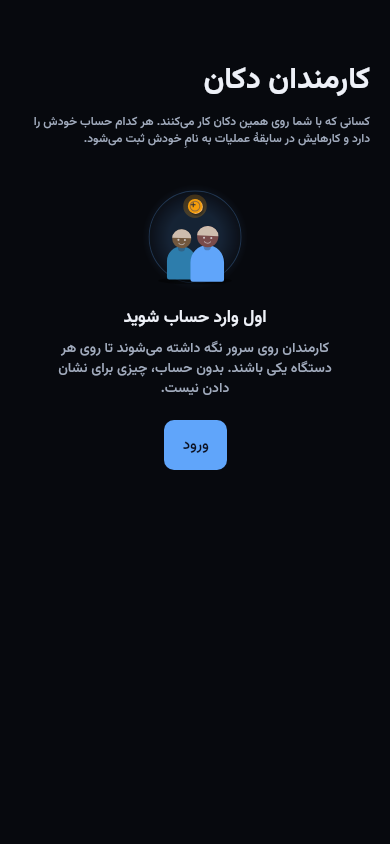 کارمندان دکان
کسانی که با شما روی همین دکان کار می‌کنند. هر کدام حساب خودش را
دارد و کارهایش در سابقهٔ عملیات به نامِ خودش ثبت می‌شود.
اول وارد حساب شوید
کارمندان روی سرور نگه داشته می‌شوند تا روی هر
دستگاه یکی باشند. بدون حساب، چیزی برای نشان
دادن نیست.
ورود